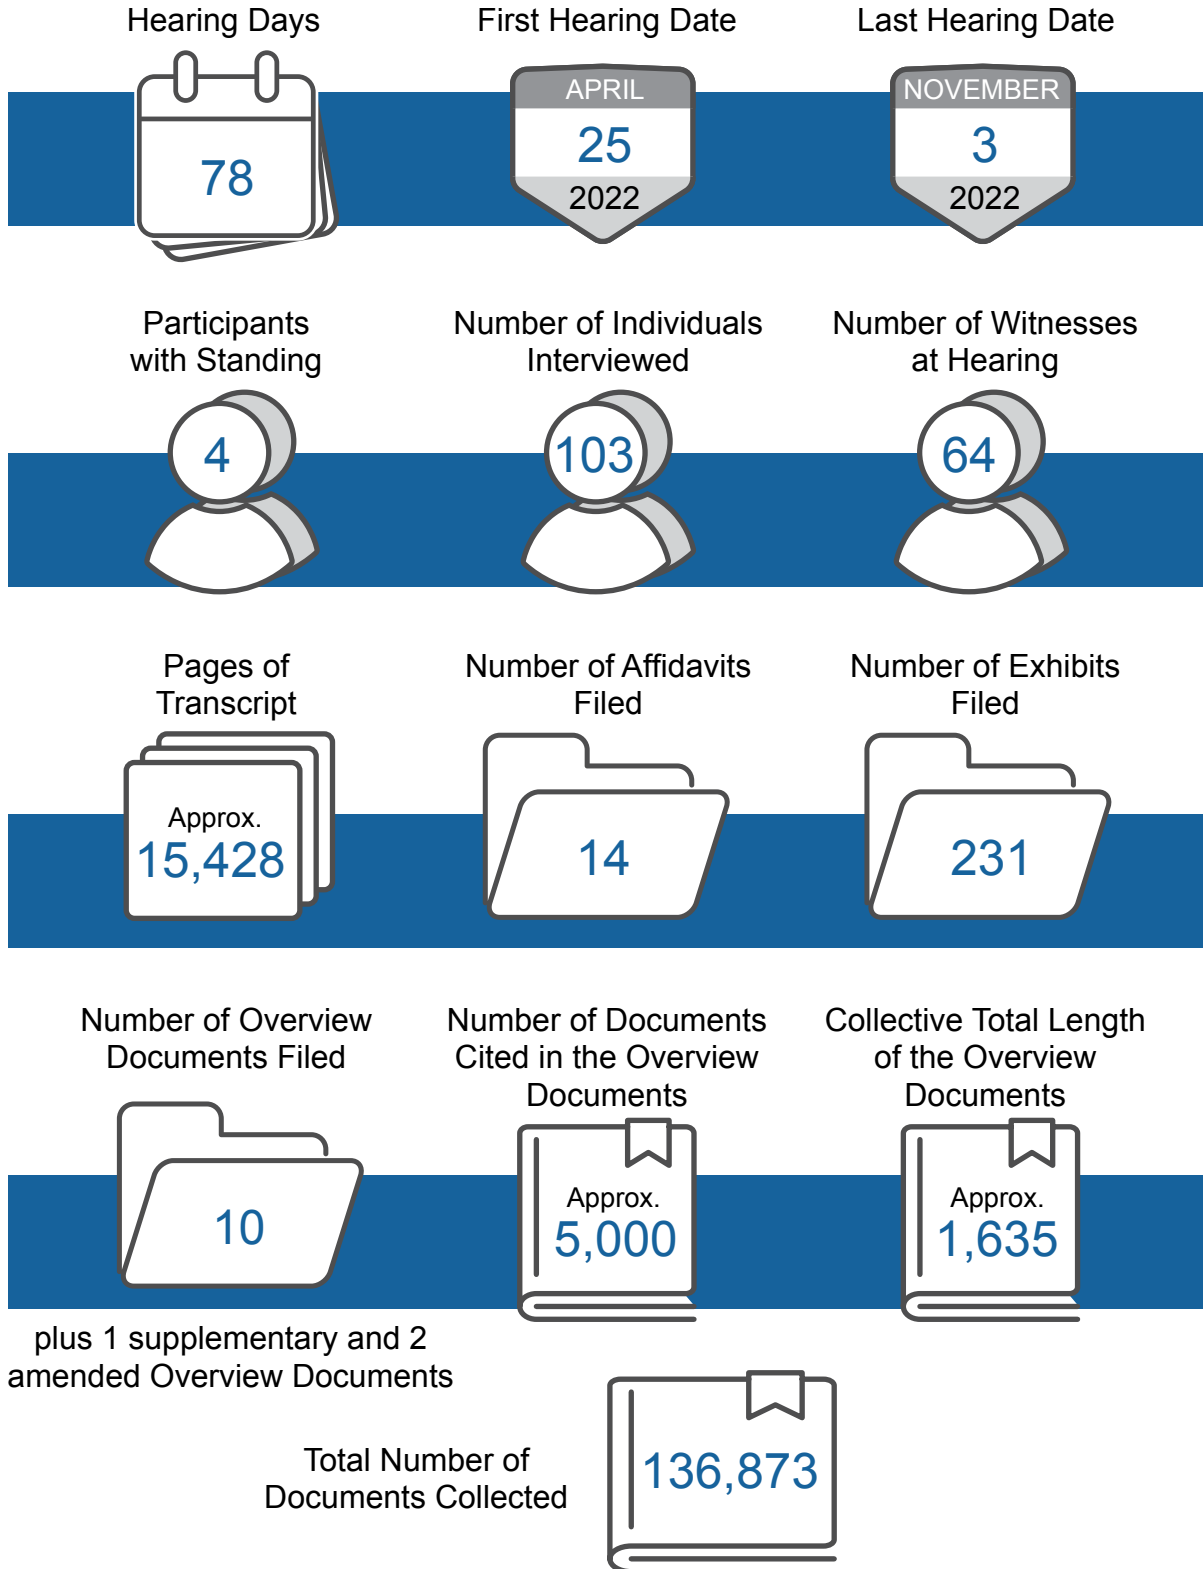 Hearing Days
78
First Hearing Date
APRIL
25
2022
Last Hearing Date
NOVEMBER
3
2022
Participants
with Standing
4
Number of Individuals
Interviewed
103
Number of Witnesses
at Hearing
64
Pages of
Transcript
Approx.
15,428
Number of Affidavits
Filed
14
Number of Exhibits
Filed
231
Number of Overview
Documents Filed
10
plus 1 supplementary and 2
amended Overview Documents
Number of Documents
Cited in the Overview
Documents
Approx.
5,000
Collective Total Length
of the Overview
Documents
Approx.
1,635
Total Number of
Documents Collected
136,873